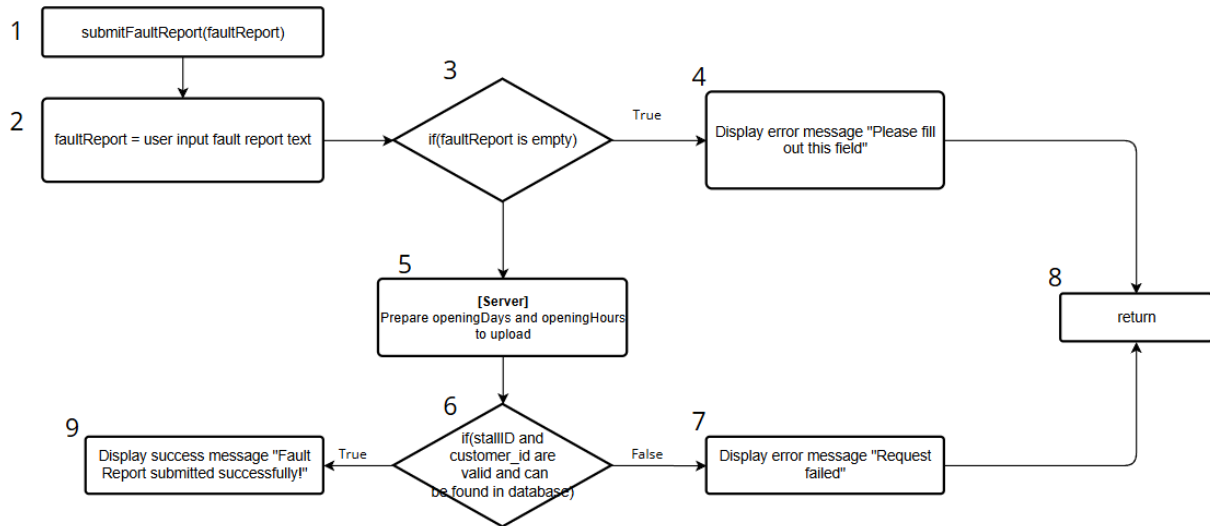 1
submitFaultReport(faultReport)
2
faultReport = user input fault report text
3
if(faultReport is empty)
True
4
Display error message "Please fill
out this field"
5
[Server]
Prepare openingDays and openingHours
to upload
8
return
6
if(stallID and
customer_id are
valid and can
be found in database)
True
9
Display success message "Fault
Report submitted successfully!"
False
7
Display error message "Request
failed"